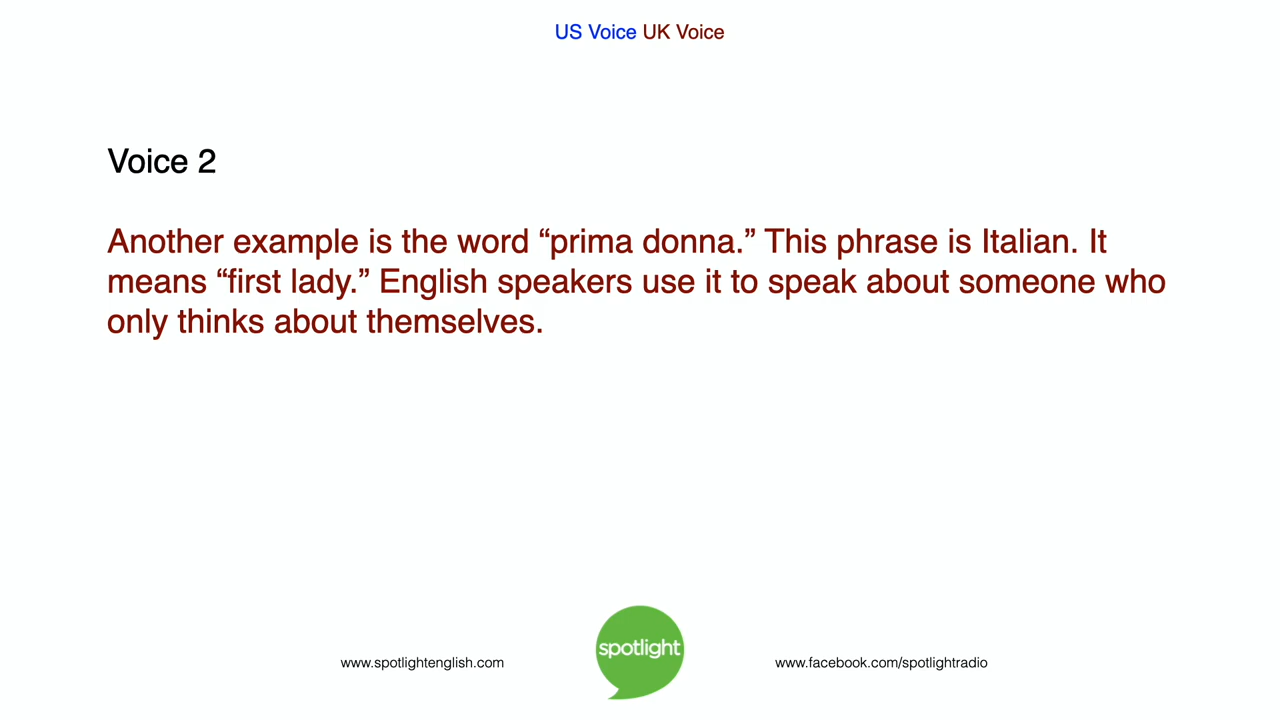 US Voice UK Voice
Voice 2
Another example is the word “prima donna.” This phrase is Italian. It
means “first lady.” English speakers use it to speak about someone who
only thinks about themselves.
spotlight
www.spotlightenglish.com
www.facebook.com/spotlightradio